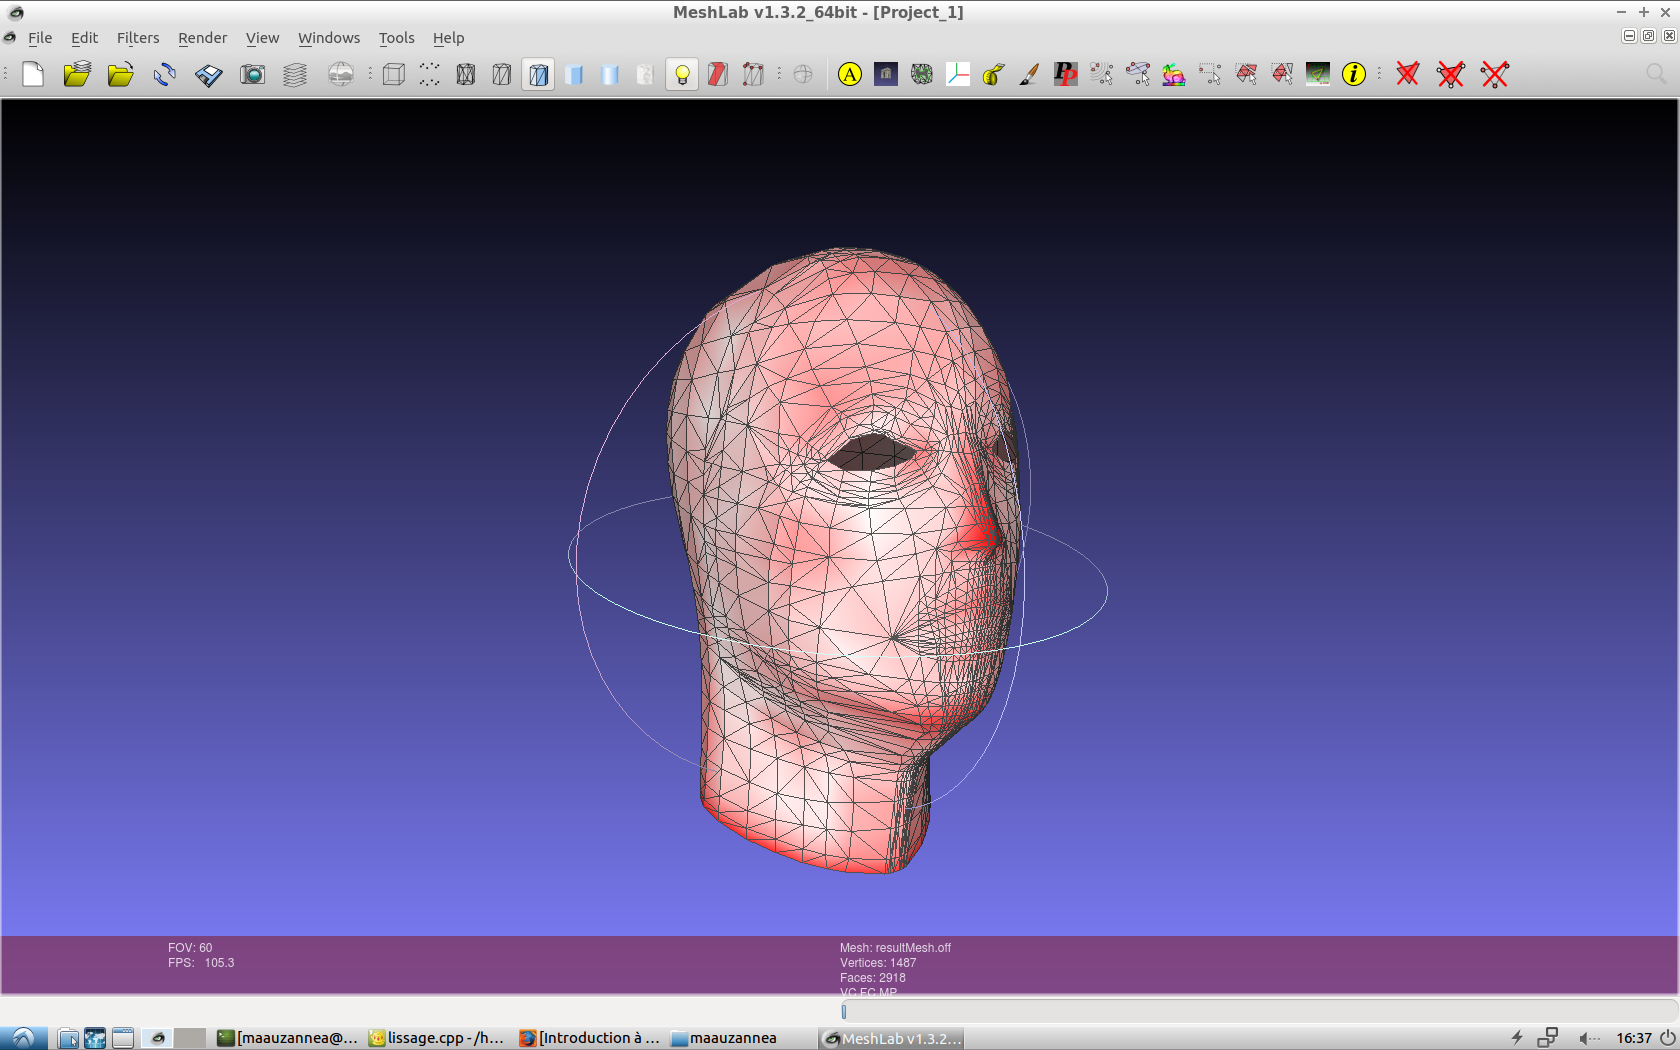 MeshLab v1.3.2_64bit - [Project_1]
File Edit Filters Render View Windows Tools Help
A
PP
i
FOV: 60
FPS: 105.3
Mesh: resultMesh.off
Vertices: 1487
Faces: 2918
VC FC MP
[maauzannea@... lissage.cpp - /h... [Introduction à ... maauzannea MeshLab v1.3.2... 16:37